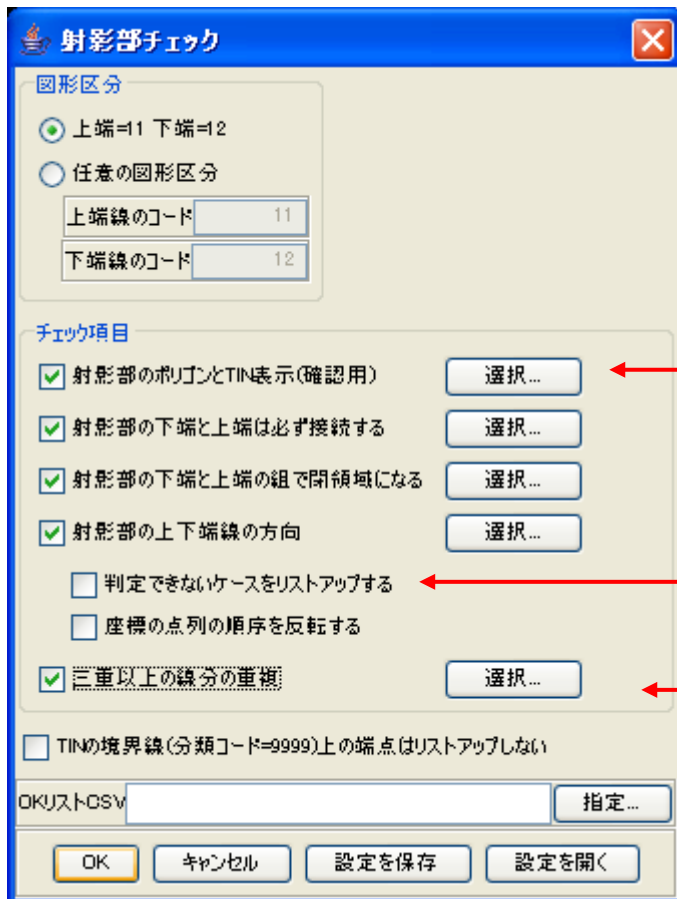 射影部チェック
図形区分
上端=11 下端=12
任意の図形区分
上端線のコード 11
下端線のコード 12
チェック項目
射影部のポリゴンとTIN表示(確認用) 選択...
射影部の下端と上端は必ず接続する 選択...
射影部の下端と上端の組で閉領域になる 選択...
射影部の上下端線の方向 選択...
判定できないケースをリストアップする
座標の点列の順序を反転する
三重以上の線分の重複 選択...
TINの境界線(分類コード=9999)上の端点はリストアップしない
OKリストCSV 指定...
OK キャンセル 設定を保存 設定を開く